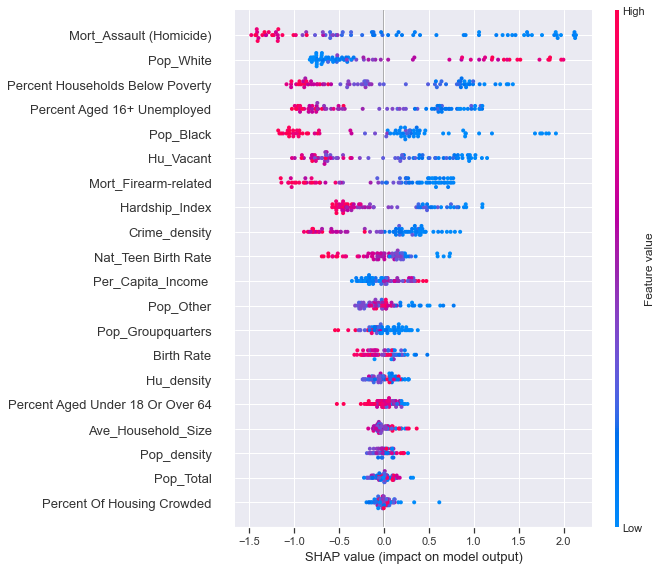 High
Mort_Assault (Homicide)
Pop_White
Percent Households Below Poverty
Percent Aged 16+ Unemployed
Pop_Black
Hu_Vacant
Mort_Firearm-related
Hardship_Index
Crime_density
Nat_Teen Birth Rate
Per_Capita_Income
Pop_Other
Pop_Groupquarters
Birth Rate
Hu_density
Percent Aged Under 18 Or Over 64
Ave_Household_Size
Pop_density
Pop_Total
Percent Of Housing Crowded
Feature value
Low
−1.5 −1.0 −0.5 0.0 0.5 1.0 1.5 2.0
SHAP value (impact on model output)